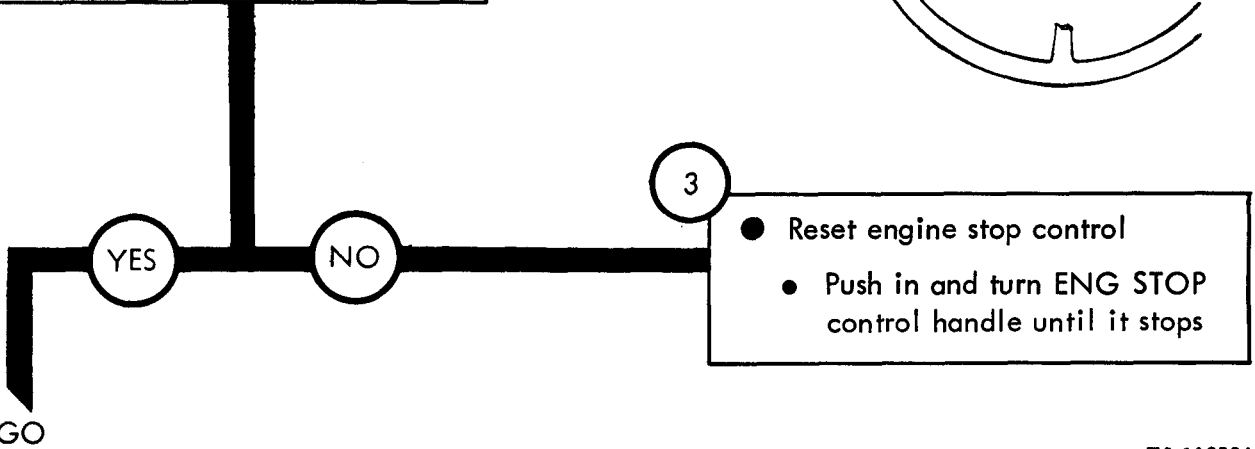 3
● Reset engine stop control
YES
NO
● Push in and turn ENG STOP
control handle until it stops
GO